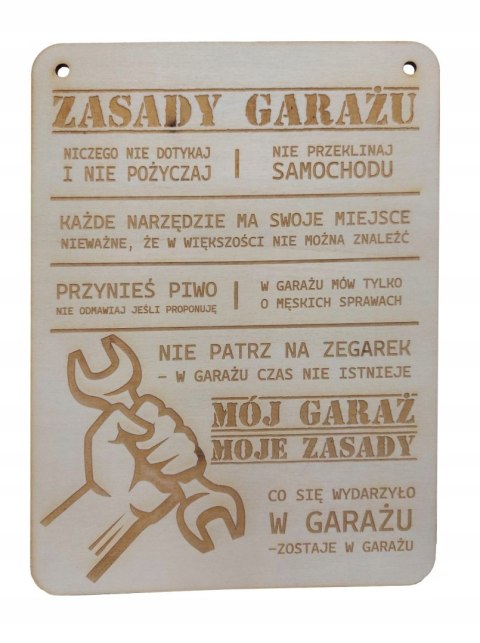 ZASADY GARAŻU
NICZEGO NIE DOTYKAJ
I NIE POŻYCZAJ
NIE PRZEKLINAJ
SAMOCHODU
KAŻDE NARZĘDZIE MA SWOJE MIEJSCE
NIEWAŻNE, ŻE W WIĘKSZOŚCI NIE MOŻNA ZNALEŹĆ
PRZYNIEŚ PIWO
NIE ODMAWIAJ JEŚLI PROPONUJĘ
W GARAŻU MÓW TYLKO
O MĘSKICH SPRAWACH
NIE PATRZ NA ZEGAREK
– W GARAŻU CZAS NIE ISTNIEJE
MÓJ GARAŻ
MOJE ZASADY
CO SIĘ WYDARZYŁO
W GARAŻU
–ZOSTAJE W GARAŻU